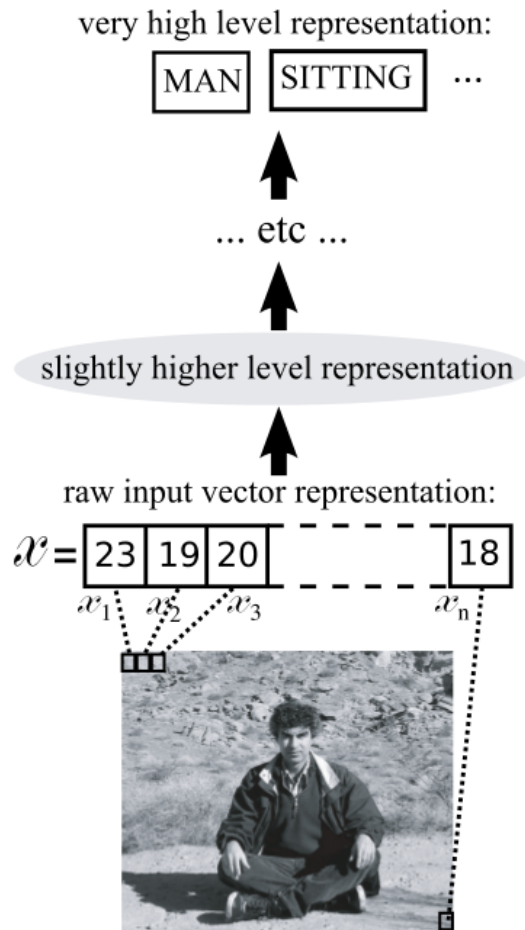 very high level representation:
MAN SITTING ...
... etc ...
slightly higher level representation
raw input vector representation:
x = 23 19 20 18
x1 x2 x3 xn